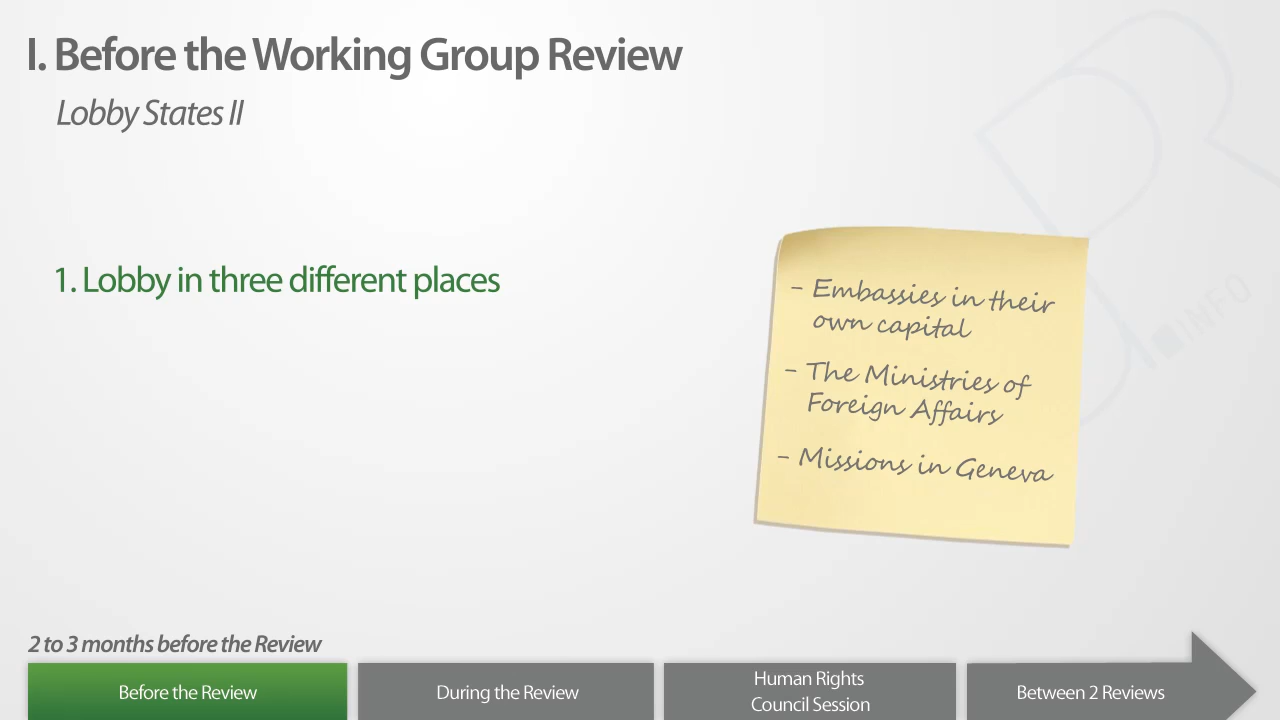 I. Before the Working Group Review
Lobby States II
1. Lobby in three different places
- Embassies in their
own capital
- The Ministries of
Foreign Affairs
- Missions in Geneva
INFO
2 to 3 months before the Review
Before the Review
During the Review
Human Rights
Council Session
Between 2 Reviews